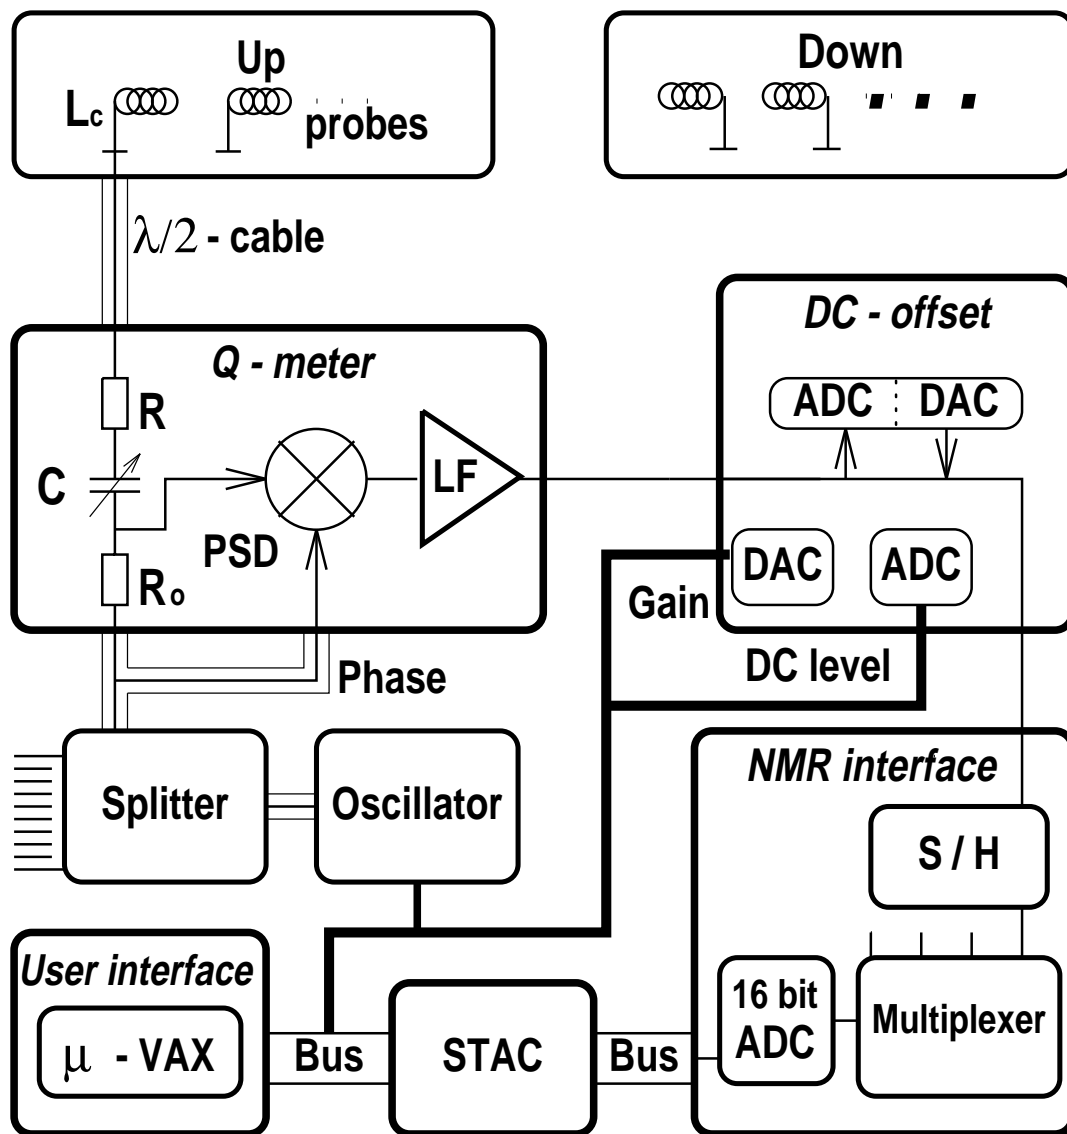 Up
Lc
probes
Down
λ/2 - cable
Q - meter
R
C
LF
PSD
Ro
Phase
DC - offset
ADC DAC
DAC
ADC
Gain
DC level
Splitter
Oscillator
NMR interface
S / H
16 bit
ADC
Multiplexer
User interface
μ - VAX
Bus
STAC
Bus